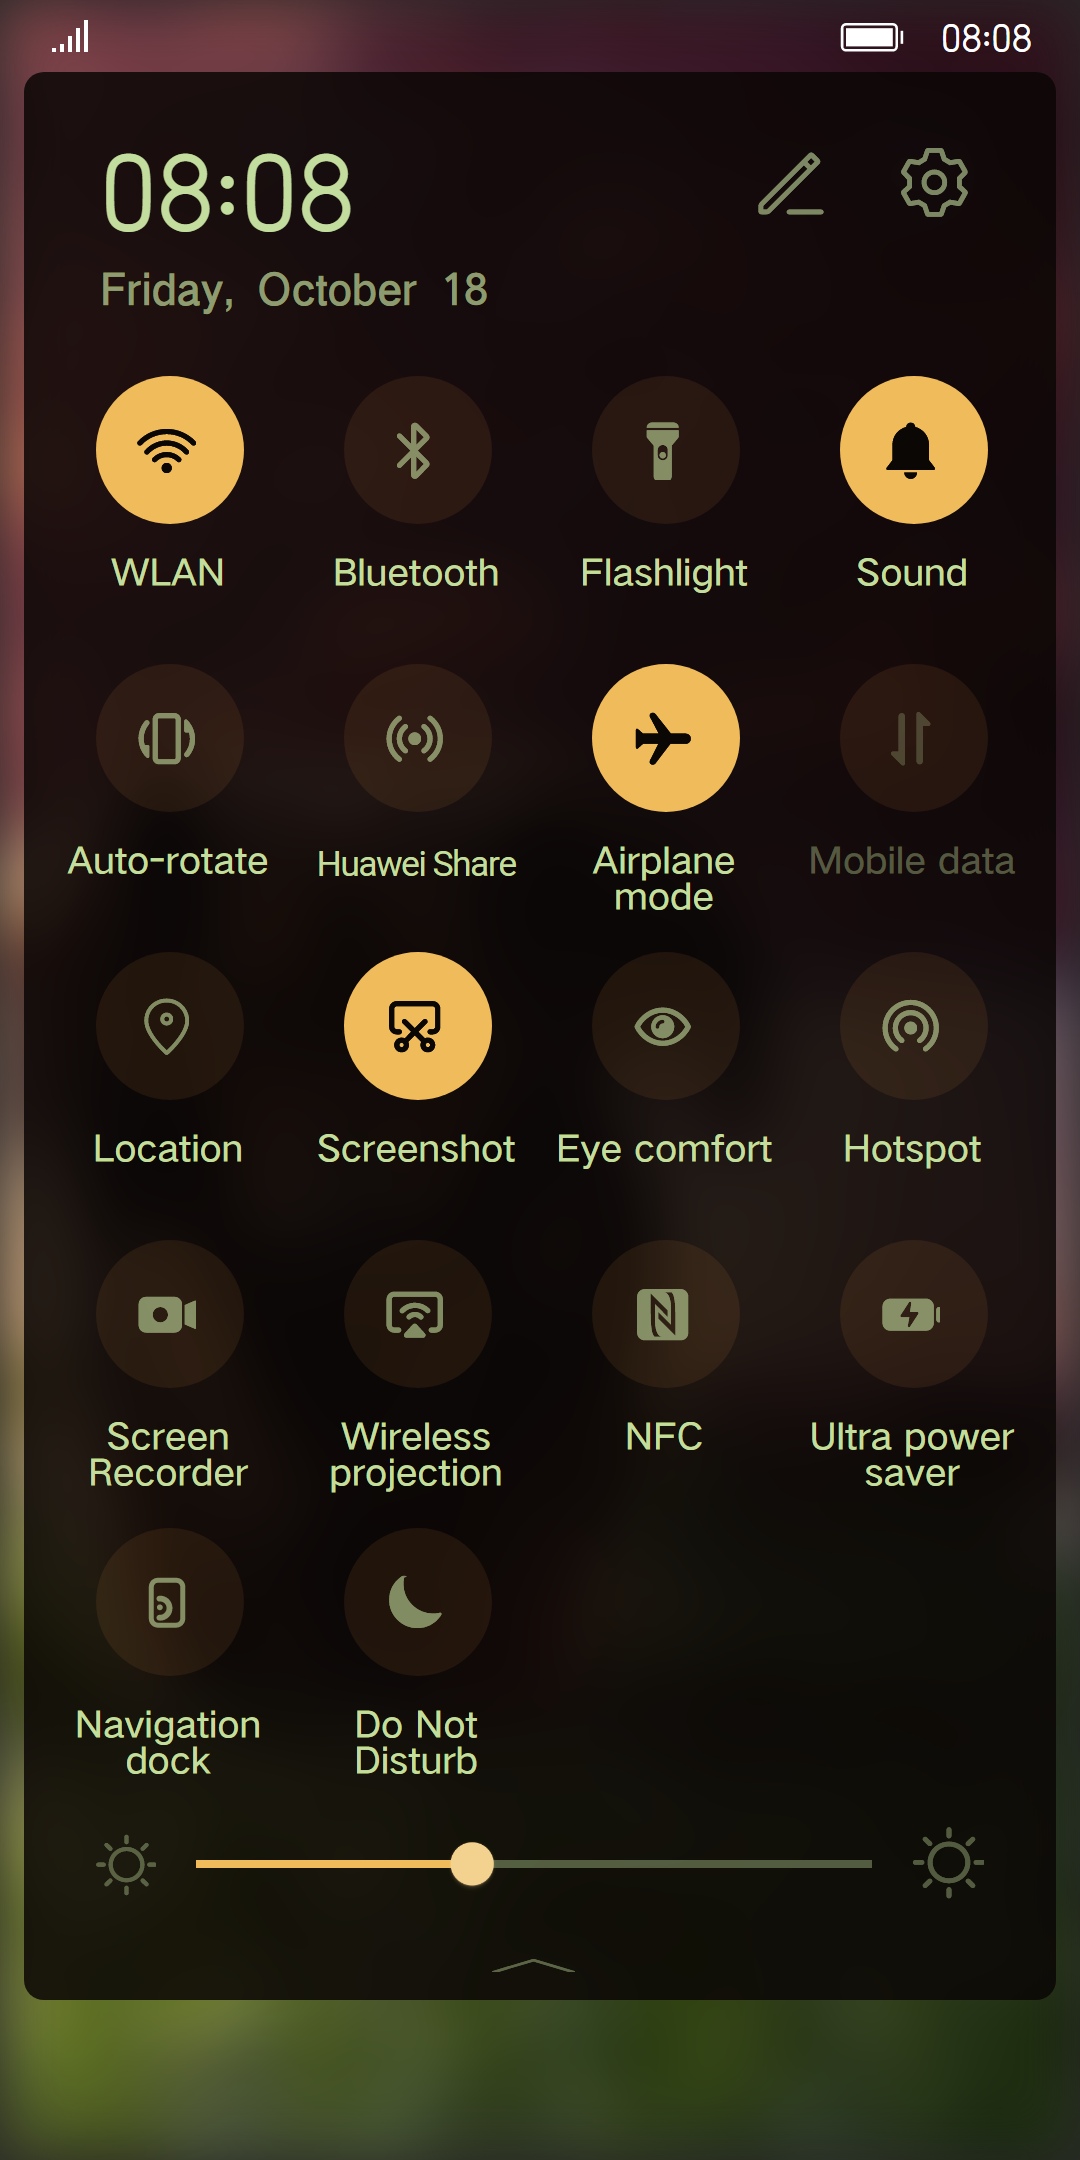 08:08
08:08
Friday, October 18
WLAN
Bluetooth
Flashlight
Sound
Auto-rotate
Huawei Share
Airplane
mode
Mobile data
Location
Screenshot
Eye comfort
Hotspot
Screen
Recorder
Wireless
projection
NFC
Ultra power
saver
Navigation
dock
Do Not
Disturb